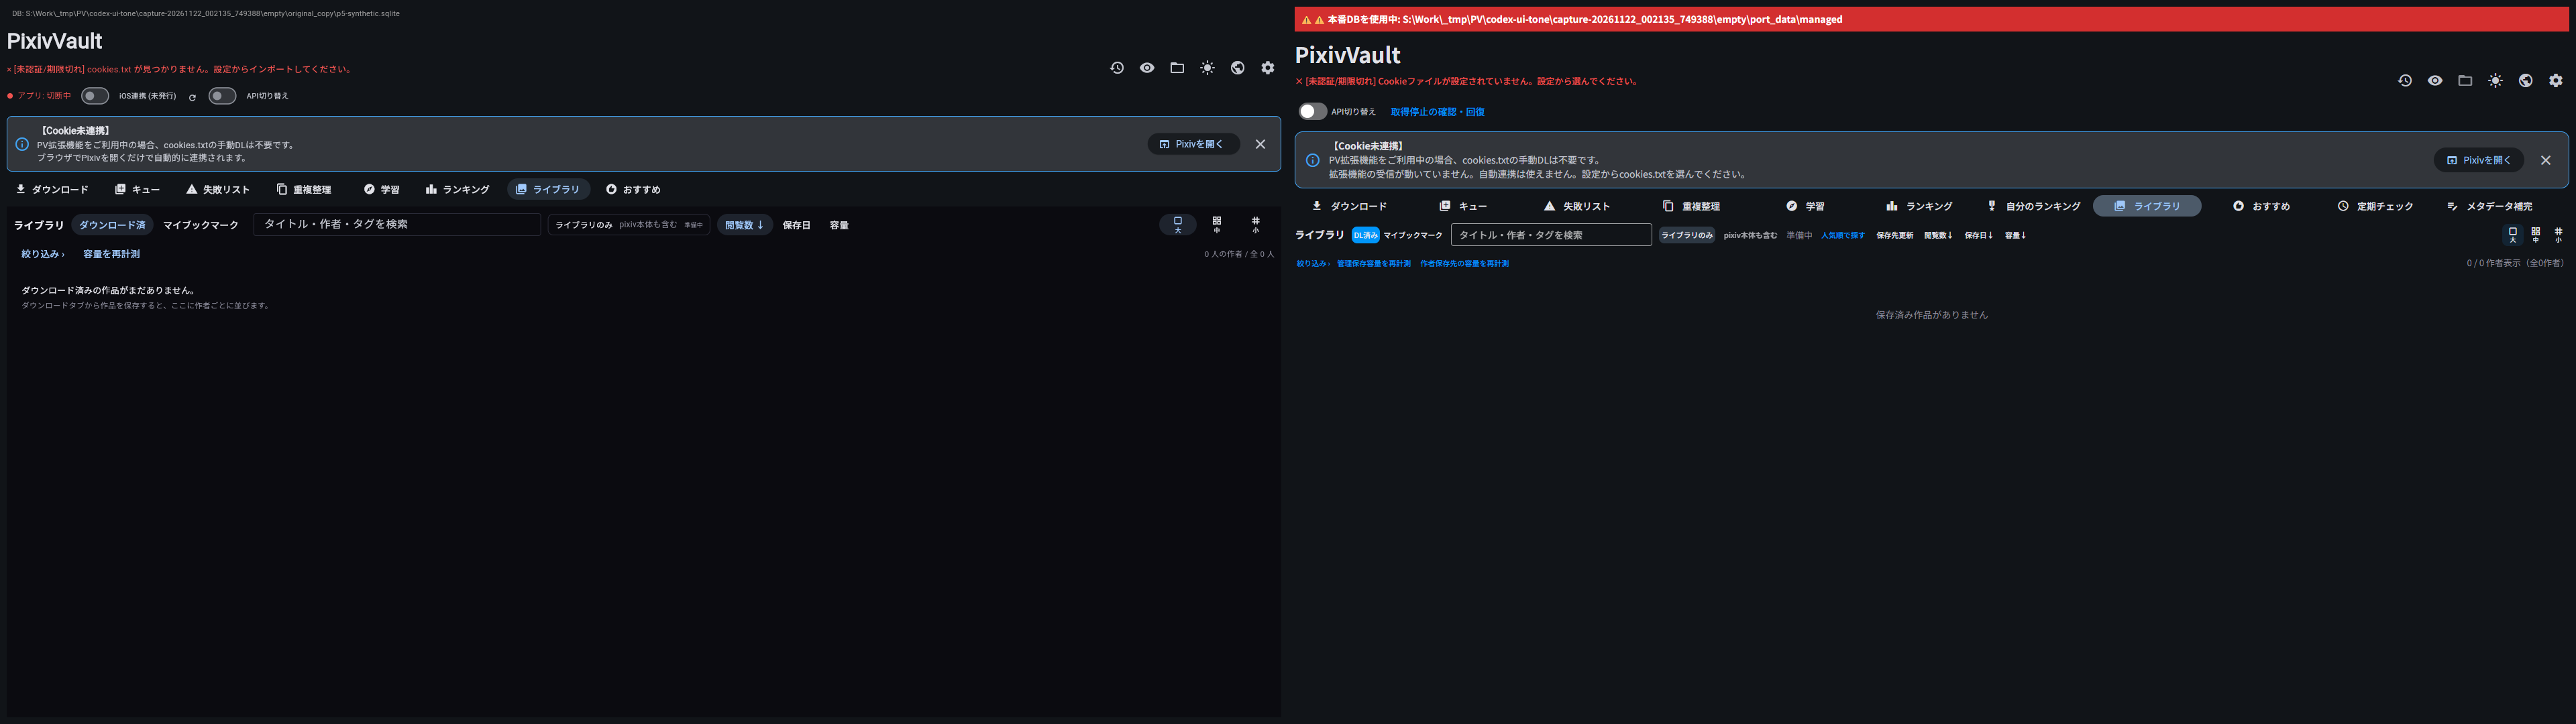 DB: S:\Work\_tmp\PV\codex-ui-tone\capture-20261122_002135_749388\empty\original_copy\p5-synthetic.sqlite
PixivVault
× [未認証/期限切れ] cookies.txt が見つかりません。設定からインポートしてください。
アプリ: 切断中 iOS連携 (未発行) API切り替え
【Cookie未連携】
PV拡張機能をご利用中の場合、cookies.txtの手動DLは不要です。
ブラウザでPixivを開くだけで自動的に連携されます。
Pixivを開く
ダウンロード キュー 失敗リスト 重複整理 学習 ランキング ライブラリ おすすめ
ライブラリ ダウンロード済 マイブックマーク タイトル・作者・タグを検索 ライブラリのみ pixiv本体も含む 準備中 閲覧数 ↓ 保存日 容量 大 中 小
絞り込み › 容量を再計測 0 人の作者 / 全 0 人
ダウンロード済みの作品がまだありません。
ダウンロードタブから作品を保存すると、ここに作者ごとに並びます。
本番DBを使用中: S:\Work\_tmp\PV\codex-ui-tone\capture-20261122_002135_749388\empty\port_data\managed
PixivVault
× [未認証/期限切れ] Cookieファイルが設定されていません。設定から選んでください。
API切り替え 取得停止の確認・回復
【Cookie未連携】
PV拡張機能をご利用中の場合、cookies.txtの手動DLは不要です。
拡張機能の受信が動いていません。自動連携は使えません。設定からcookies.txtを選んでください。
Pixivを開く
ダウンロード キュー 失敗リスト 重複整理 学習 ランキング 自分のランキング ライブラリ おすすめ 定期チェック メタデータ補完
ライブラリ DL済み マイブックマーク タイトル・作者・タグを検索 ライブラリのみ pixiv本体も含む 準備中 人気順で探す 保存先更新 閲覧数↓ 保存日↓ 容量↓ 大 中 小
絞り込み › 管理保存容量を再計測 作者保存先の容量を再計測 0 / 0 作者表示（全0作者）
保存済み作品がありません